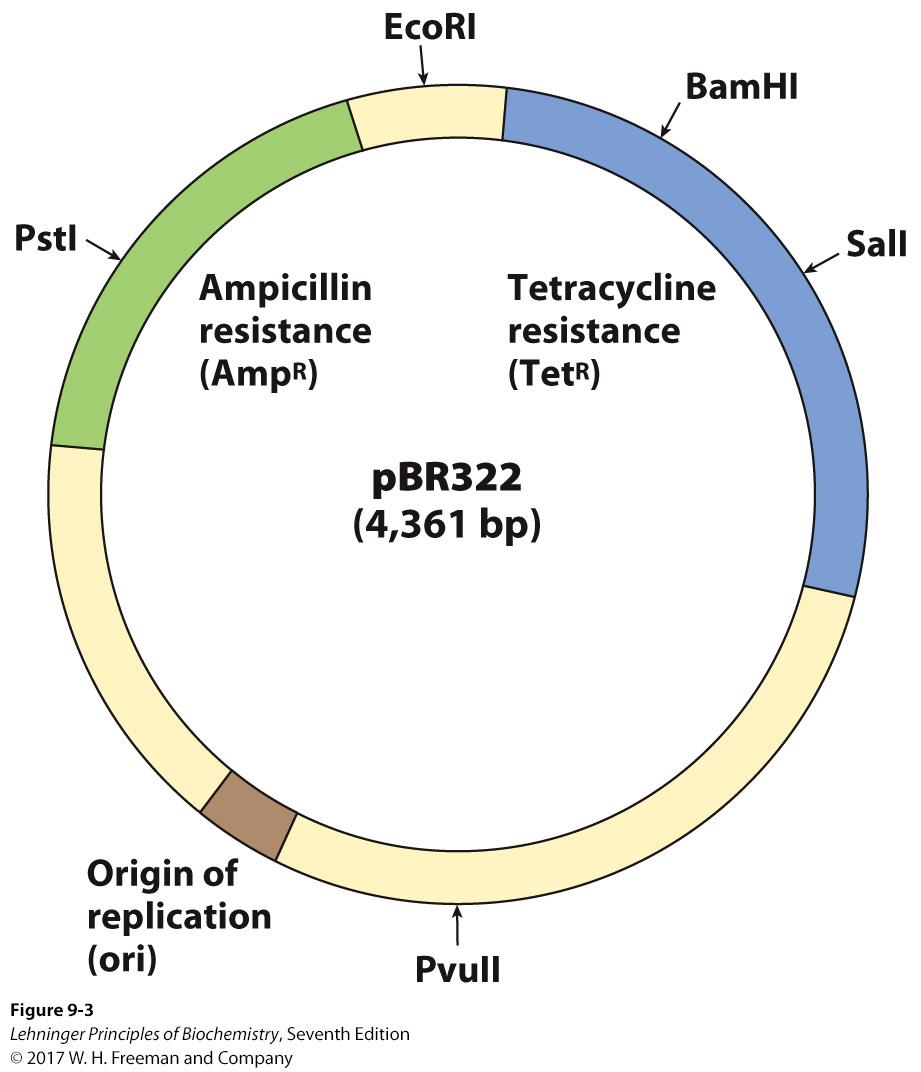 EcoRI
BamHI
PstI
SalI
Ampicillin
resistance
(Ampᴿ)
Tetracycline
resistance
(Tetᴿ)
pBR322
(4,361 bp)
Origin of
replication
(ori)
PvuII
Figure 9-3
Lehninger Principles of Biochemistry, Seventh Edition
© 2017 W. H. Freeman and Company